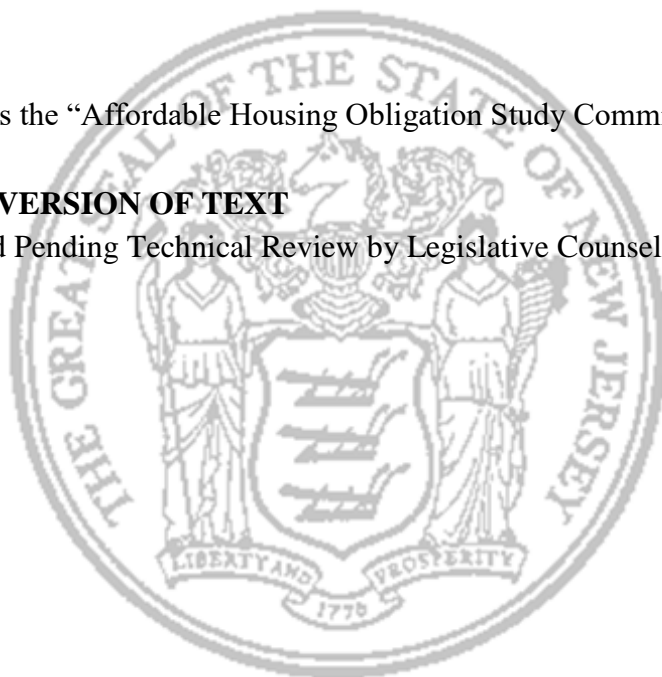 THE GREAT SEAL OF THE STATE OF NEW JERSEY
s the “Affordable Housing Obligation Study Commi
VERSION OF TEXT
d Pending Technical Review by Legislative Counsel
LIBERTY AND PROSPERITY
1776